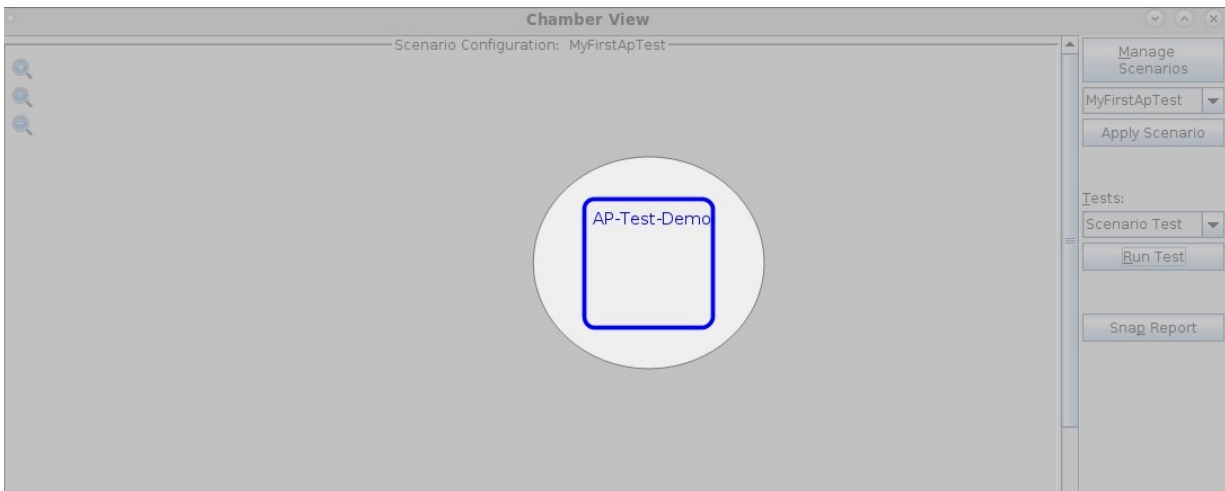 Chamber View
Scenario Configuration: MyFirstApTest
Manage
Scenarios
MyFirstApTest
Apply Scenario
AP-Test-Demo
Tests:
Scenario Test
Run Test
Snap Report